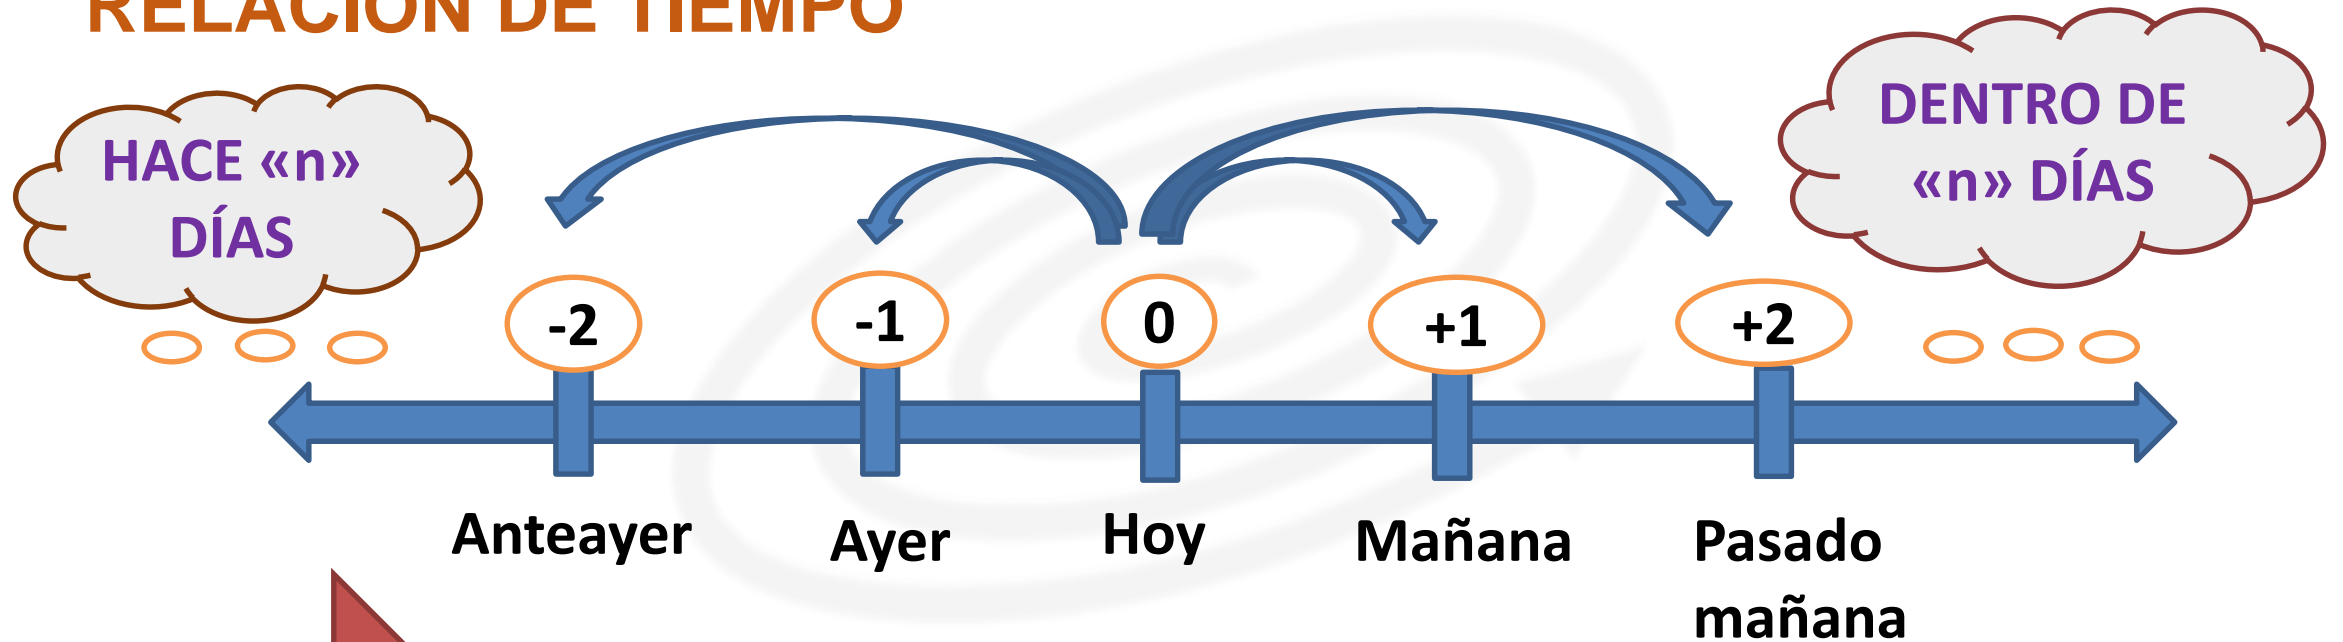 RELACIÓN DE TIEMPO
HACE «n»
DÍAS
DENTRO DE
«n» DÍAS
-2
-1
0
+1
+2
Anteayer
Ayer
Hoy
Mañana
Pasado
mañana